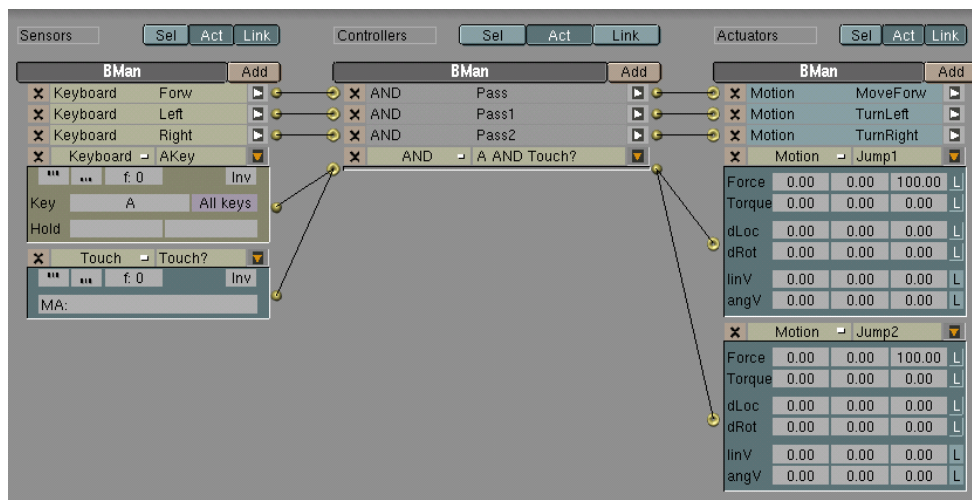 Sensors Sel Act Link Controllers Sel Act Link Actuators Sel Act Link
BMan Add BMan Add BMan Add
Keyboard Forw AND Pass Motion MoveForw
Keyboard Left AND Pass1 Motion TurnLeft
Keyboard Right AND Pass2 Motion TurnRight
Keyboard AKey AND A AND Touch? Motion Jump1
f: 0 Inv Force 0.00 0.00 100.00 L
Key A All keys Torque 0.00 0.00 0.00 L
Hold dLoc 0.00 0.00 0.00 L
Touch Touch? dRot 0.00 0.00 0.00 L
f: 0 Inv linV 0.00 0.00 0.00 L
MA: angV 0.00 0.00 0.00 L
Motion Jump2
Force 0.00 0.00 100.00 L
Torque 0.00 0.00 0.00 L
dLoc 0.00 0.00 0.00 L
dRot 0.00 0.00 0.00 L
linV 0.00 0.00 0.00 L
angV 0.00 0.00 0.00 L